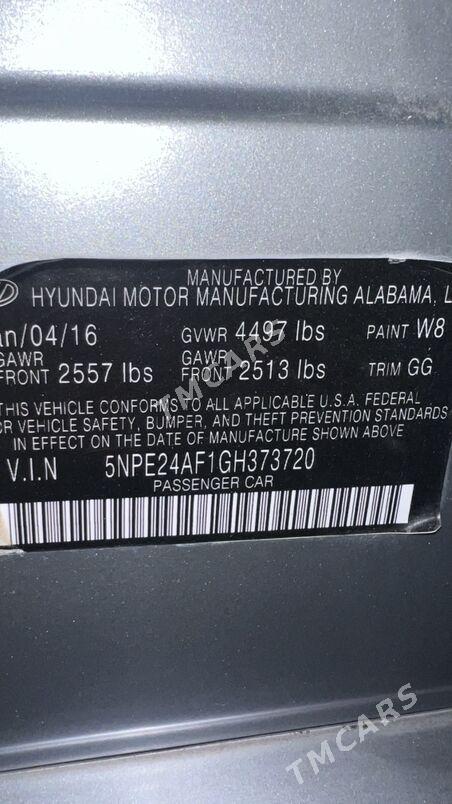 MANUFACTURED BY
HYUNDAI MOTOR MANUFACTURING ALABAMA, L
an/04/16 GVWR 4497 lbs PAINT W8
GAWR GAWR
FRONT 2557 lbs FRONT 2513 lbs TRIM GG
THIS VEHICLE CONFORMS TO ALL APPLICABLE U.S.A. FEDERAL
OR VEHICLE SAFETY, BUMPER, AND THEFT PREVENTION STANDARDS
IN EFFECT ON THE DATE OF MANUFACTURE SHOWN ABOVE
V.I.N 5NPE24AF1GH373720
PASSENGER CAR
TMCARS
TMCARS